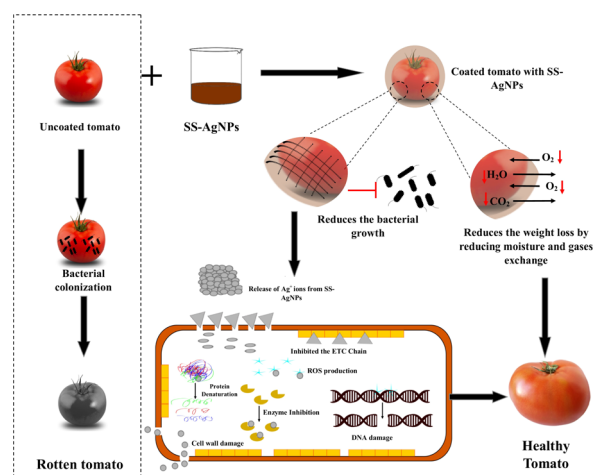 Uncoated tomato
SS-AgNPs
Coated tomato with SS-
AgNPs
Bacterial
colonization
Rotten tomato
Reduces the bacterial
growth
O2
H2O
O2
CO2
Reduces the weight loss by
reducing moisture and gases
exchange
Release of Ag+ ions from SS-
AgNPs
Inhibited the ETC Chain
ROS production
Protein
Denaturation
Enzyme Inhibition
DNA damage
Cell wall damage
Healthy
Tomato